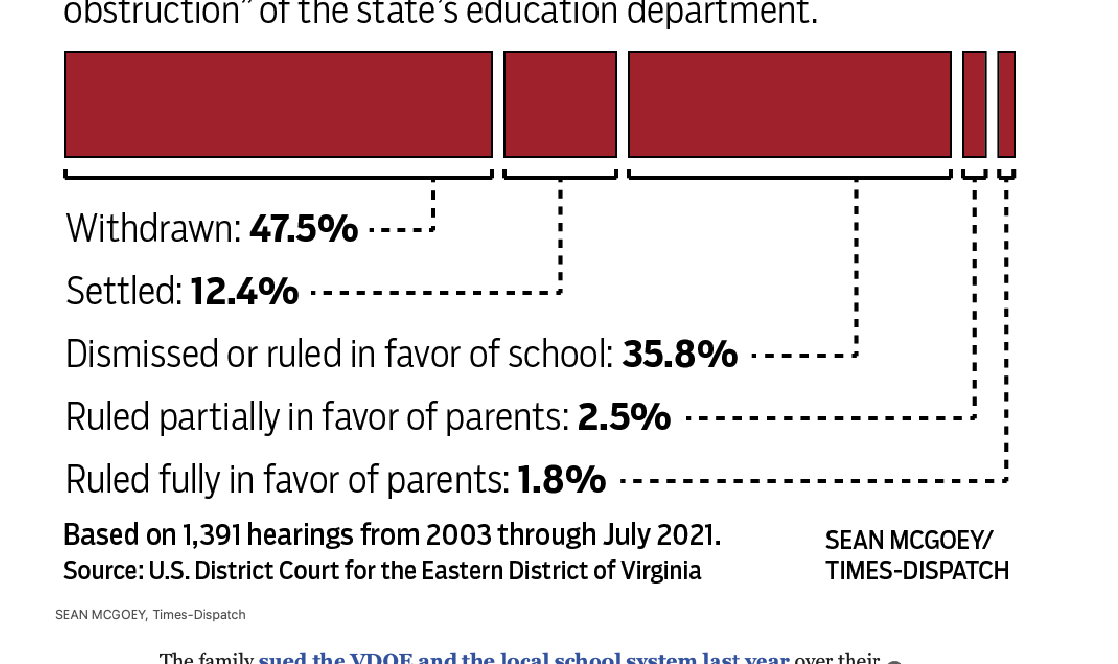 obstruction” of the state’s education department.
Withdrawn: 47.5%
Settled: 12.4%
Dismissed or ruled in favor of school: 35.8%
Ruled partially in favor of parents: 2.5%
Ruled fully in favor of parents: 1.8%
Based on 1,391 hearings from 2003 through July 2021.
Source: U.S. District Court for the Eastern District of Virginia
SEAN MCGOEY/
TIMES-DISPATCH
SEAN MCGOEY, Times-Dispatch
The family sued the VDOE and the local school system last year over their